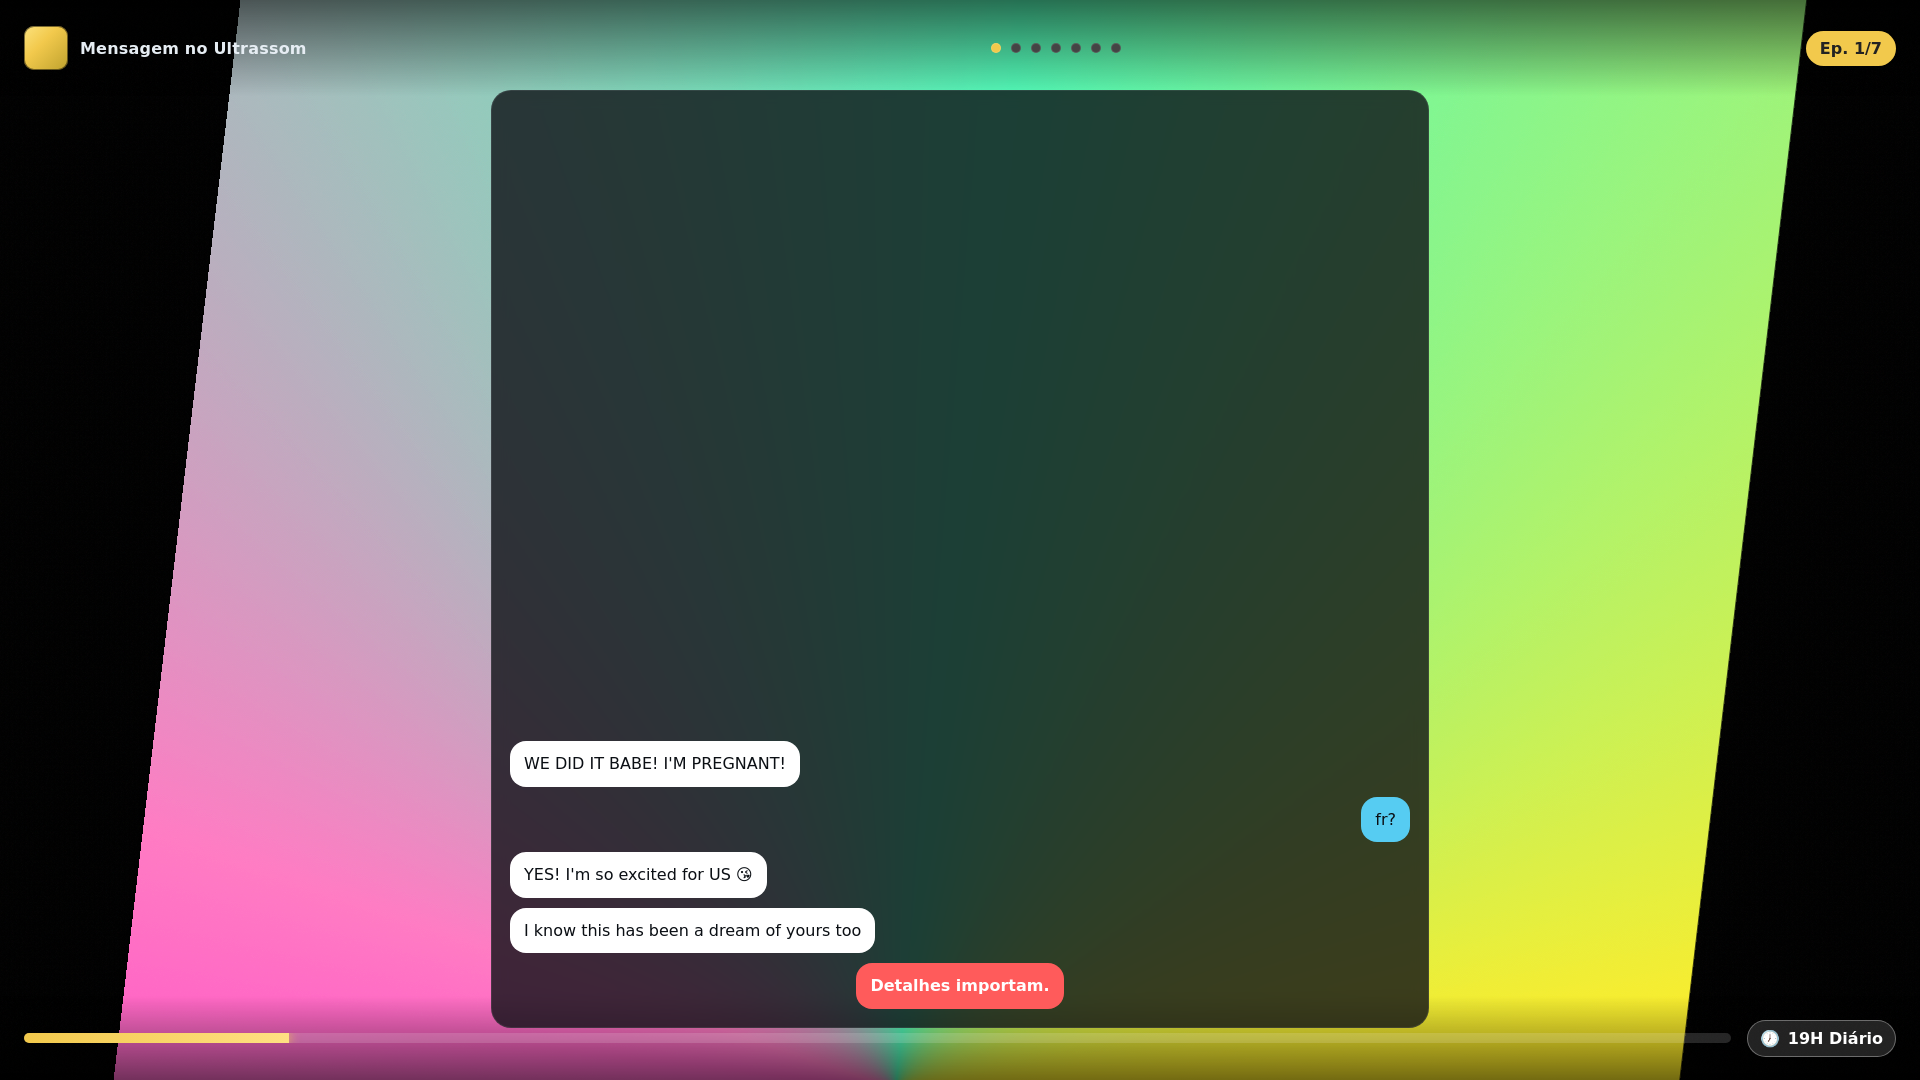 Mensagem no Ultrassom
Ep. 1/7
WE DID IT BABE! I'M PREGNANT!
fr?
YES! I'm so excited for US 😘
I know this has been a dream of yours too
Detalhes importam.
🕖 19H Diário